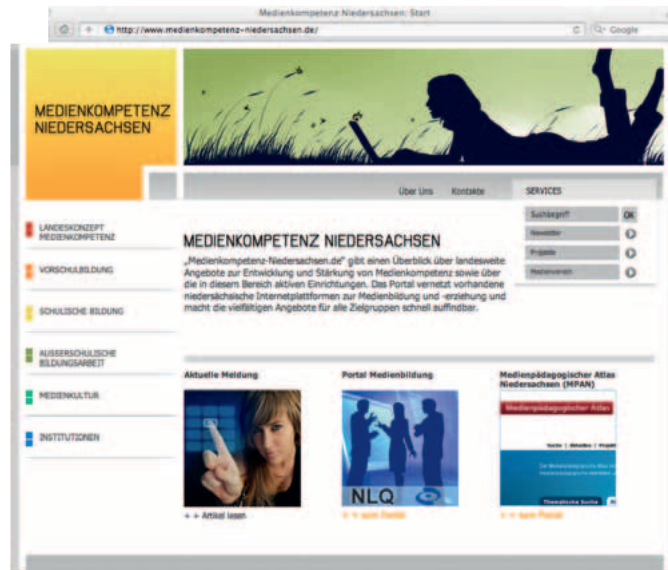 Medienkompetenz Niedersachsen: Start
http://www.medienkompetenz-niedersachsen.de/
Google
MEDIENKOMPETENZ
NIEDERSACHSEN
Über Uns Kontakte
SERVICES
Suchbegriff OK
Newsletter
Projekte
LANDESKONZEPT
MEDIENKOMPETENZ
VORSCHULBILDUNG
SCHULISCHE BILDUNG
AUSSERSCHULISCHE
BILDUNGSARBEIT
MEDIENKULTUR
INSTITUTIONEN
MEDIENKOMPETENZ NIEDERSACHSEN
„Medienkompetenz-Niedersachsen.de" gibt einen Überblick über landesweite
Angebote zur Entwicklung und Stärkung von Medienkompetenz sowie über
die in diesem Bereich aktiven Einrichtungen. Das Portal vernetzt vorhandene
niedersächsische Internetplattformen zur Medienbildung und -erziehung und
macht die vielfältigen Angebote für alle Zielgruppen schnell auffindbar.
Aktuelle Meldung
+ + Artikel lesen
Portal Medienbildung
NLQ
+ + zum Portal
Medienpädagogischer Atlas
Niedersachsen (MPAN)
Medienpädagogischer Atlas
Suche | Aktuelles | Projekt
Thematische Suche
+ + zum Portal